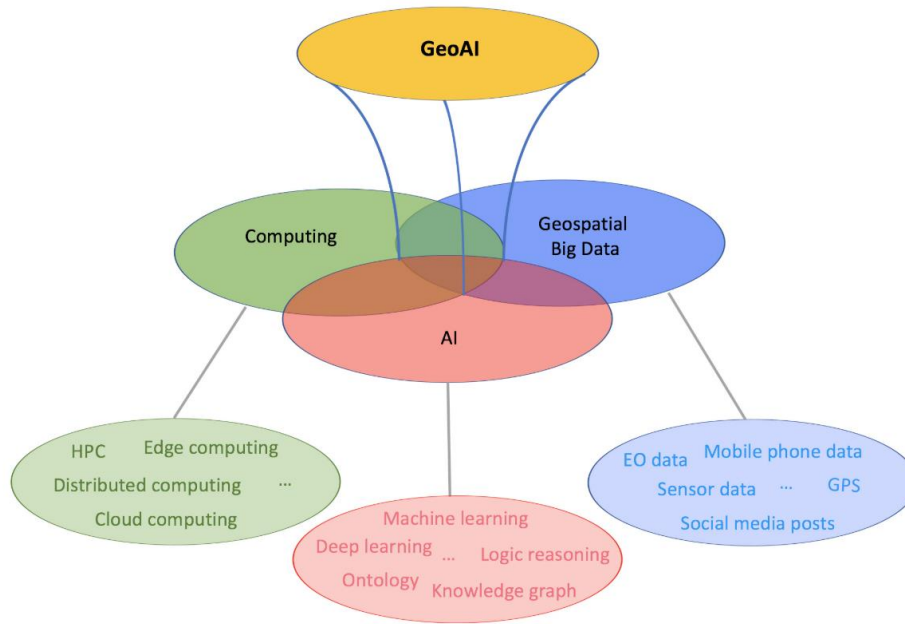 GeoAI
Computing
Geospatial
Big Data
AI
HPC
Edge computing
Distributed computing
...
Cloud computing
Machine learning
Deep learning
...
Logic reasoning
Ontology
Knowledge graph
EO data
Mobile phone data
Sensor data
...
GPS
Social media posts